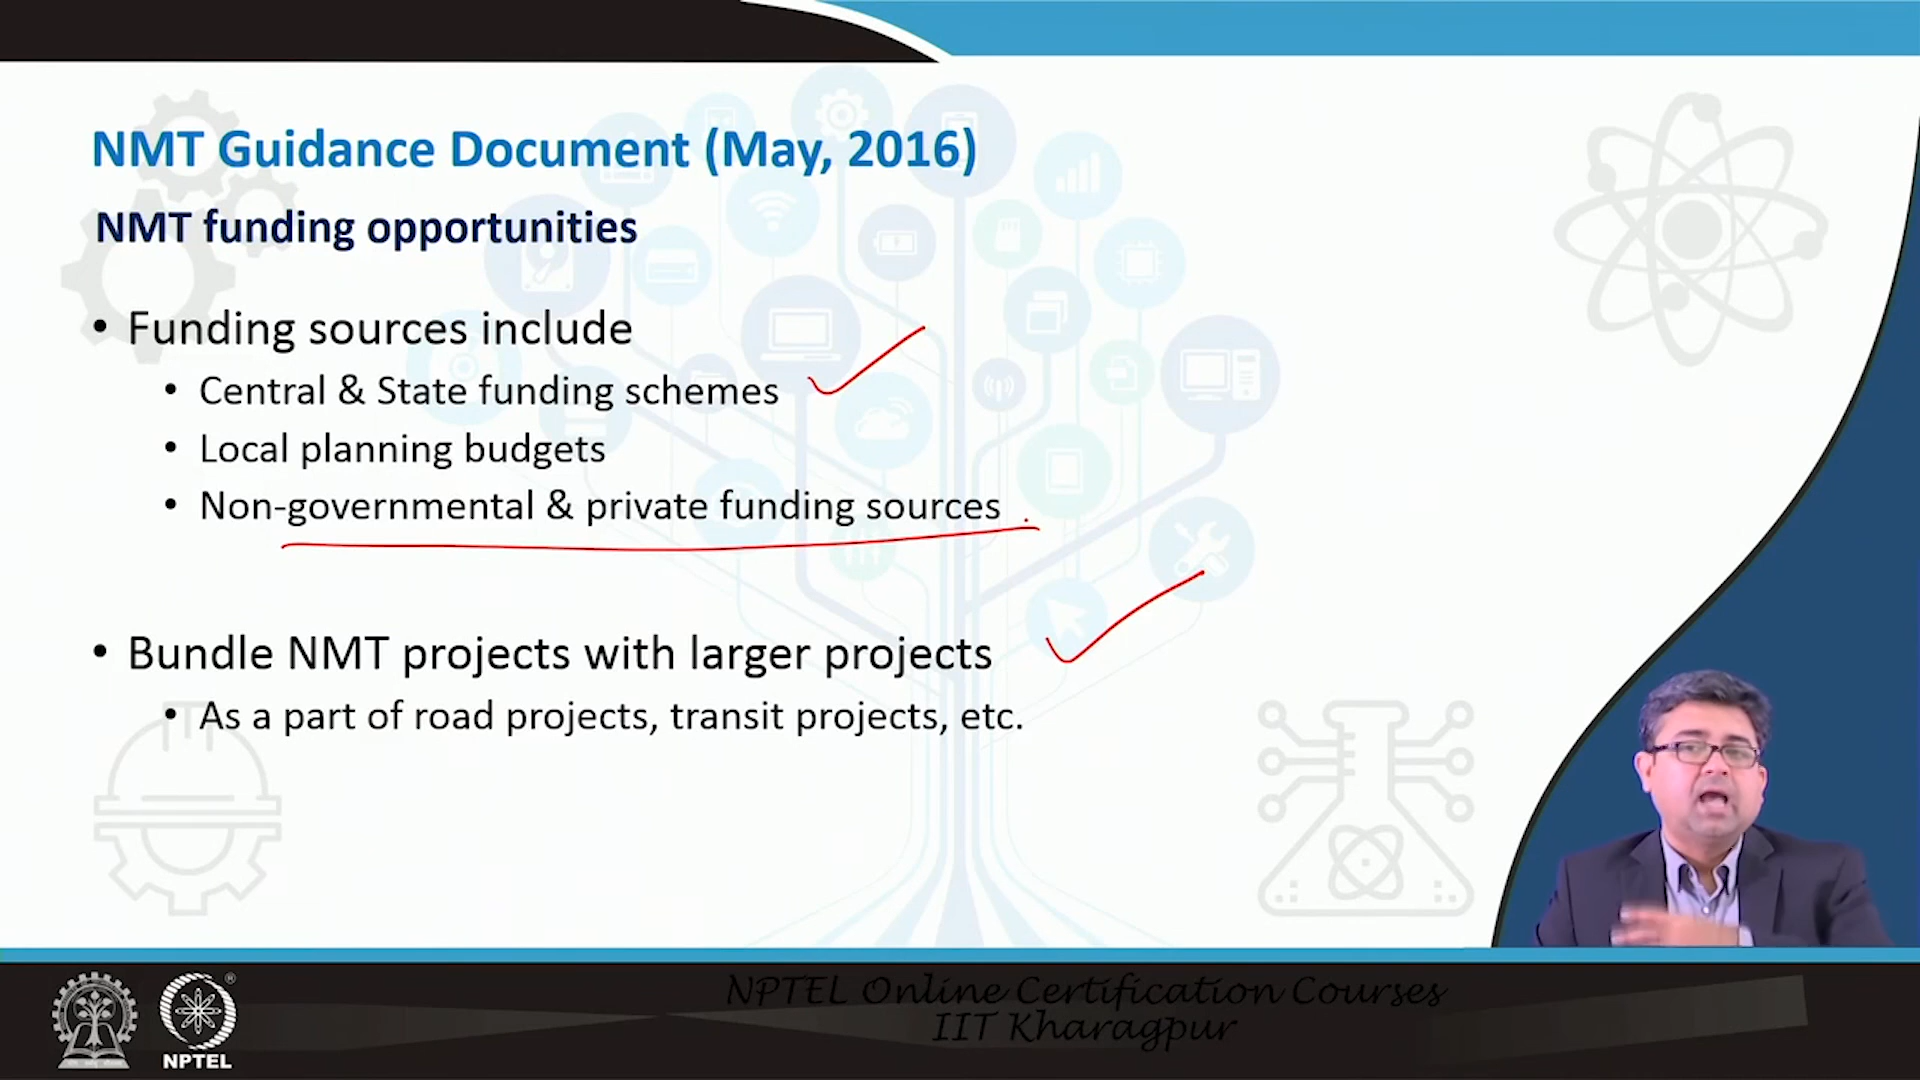 NMT Guidance Document (May, 2016)
NMT funding opportunities
• Funding sources include
• Central & State funding schemes
• Local planning budgets
• Non-governmental & private funding sources
• Bundle NMT projects with larger projects
• As a part of road projects, transit projects, etc.
NPTEL Online Certification Courses
IIT Kharagpur
®
NPTEL